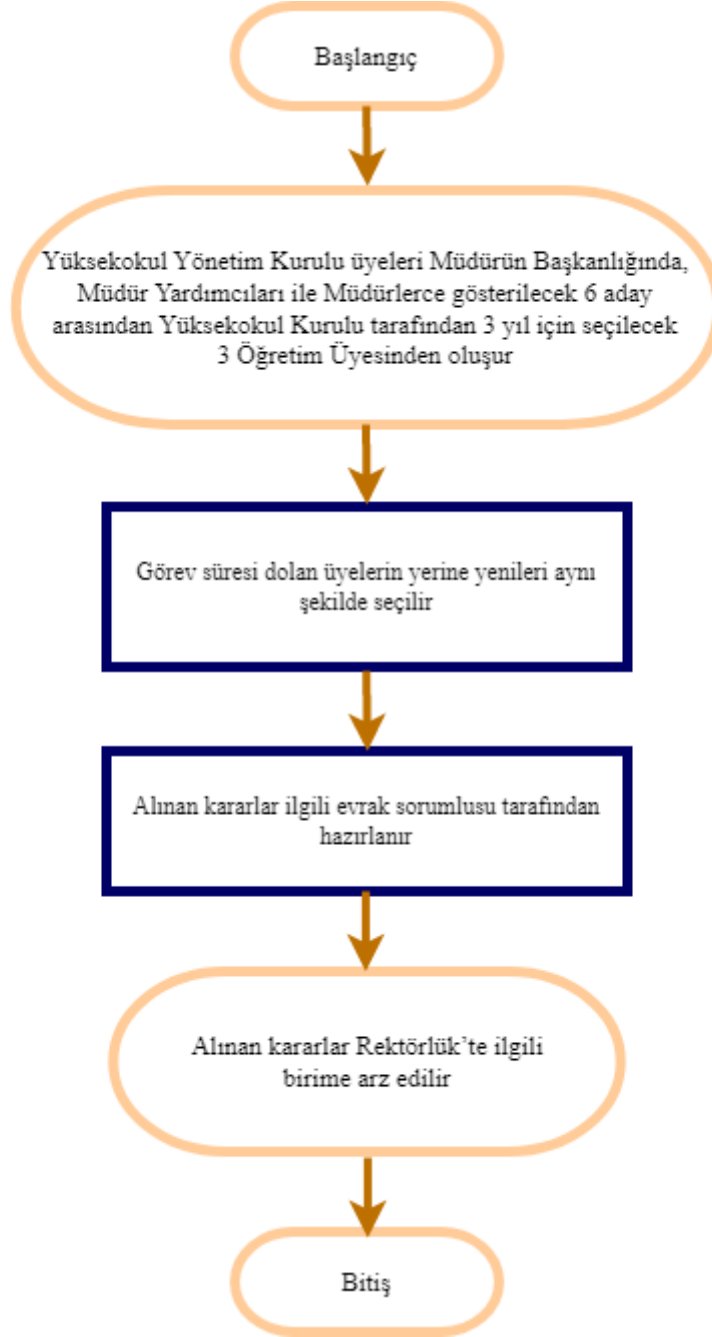 Başlangıç
Yüksekokul Yönetim Kurulu üyeleri Müdürün Başkanlığında,
Müdür Yardımcıları ile Müdürlerce gösterilecek 6 aday
arasından Yüksekokul Kurulu tarafından 3 yıl için seçilecek
3 Öğretim Üyesinden oluşur
Görev süresi dolan üyelerin yerine yenileri aynı
şekilde seçilir
Alınan kararlar ilgili evrak sorumlusu tarafından
hazırlanır
Alınan kararlar Rektörlük’te ilgili
birime arz edilir
Bitiş